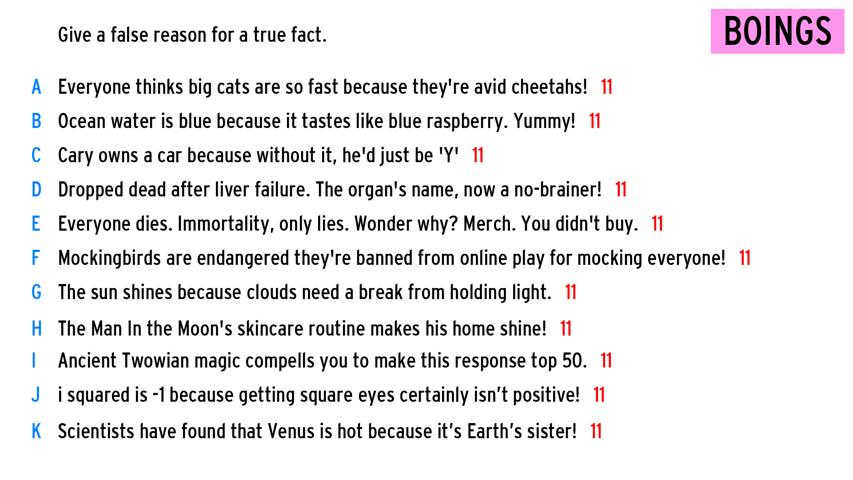 Give a false reason for a true fact.
BOINGS
A Everyone thinks big cats are so fast because they're avid cheetahs! 11
B Ocean water is blue because it tastes like blue raspberry. Yummy! 11
C Cary owns a car because without it, he'd just be 'Y' 11
D Dropped dead after liver failure. The organ's name, now a no-brainer! 11
E Everyone dies. Immortality, only lies. Wonder why? Merch. You didn't buy. 11
F Mockingbirds are endangered they're banned from online play for mocking everyone! 11
G The sun shines because clouds need a break from holding light. 11
H The Man In the Moon's skincare routine makes his home shine! 11
I Ancient Twowian magic compells you to make this response top 50. 11
J i squared is -1 because getting square eyes certainly isn’t positive! 11
K Scientists have found that Venus is hot because it’s Earth’s sister! 11